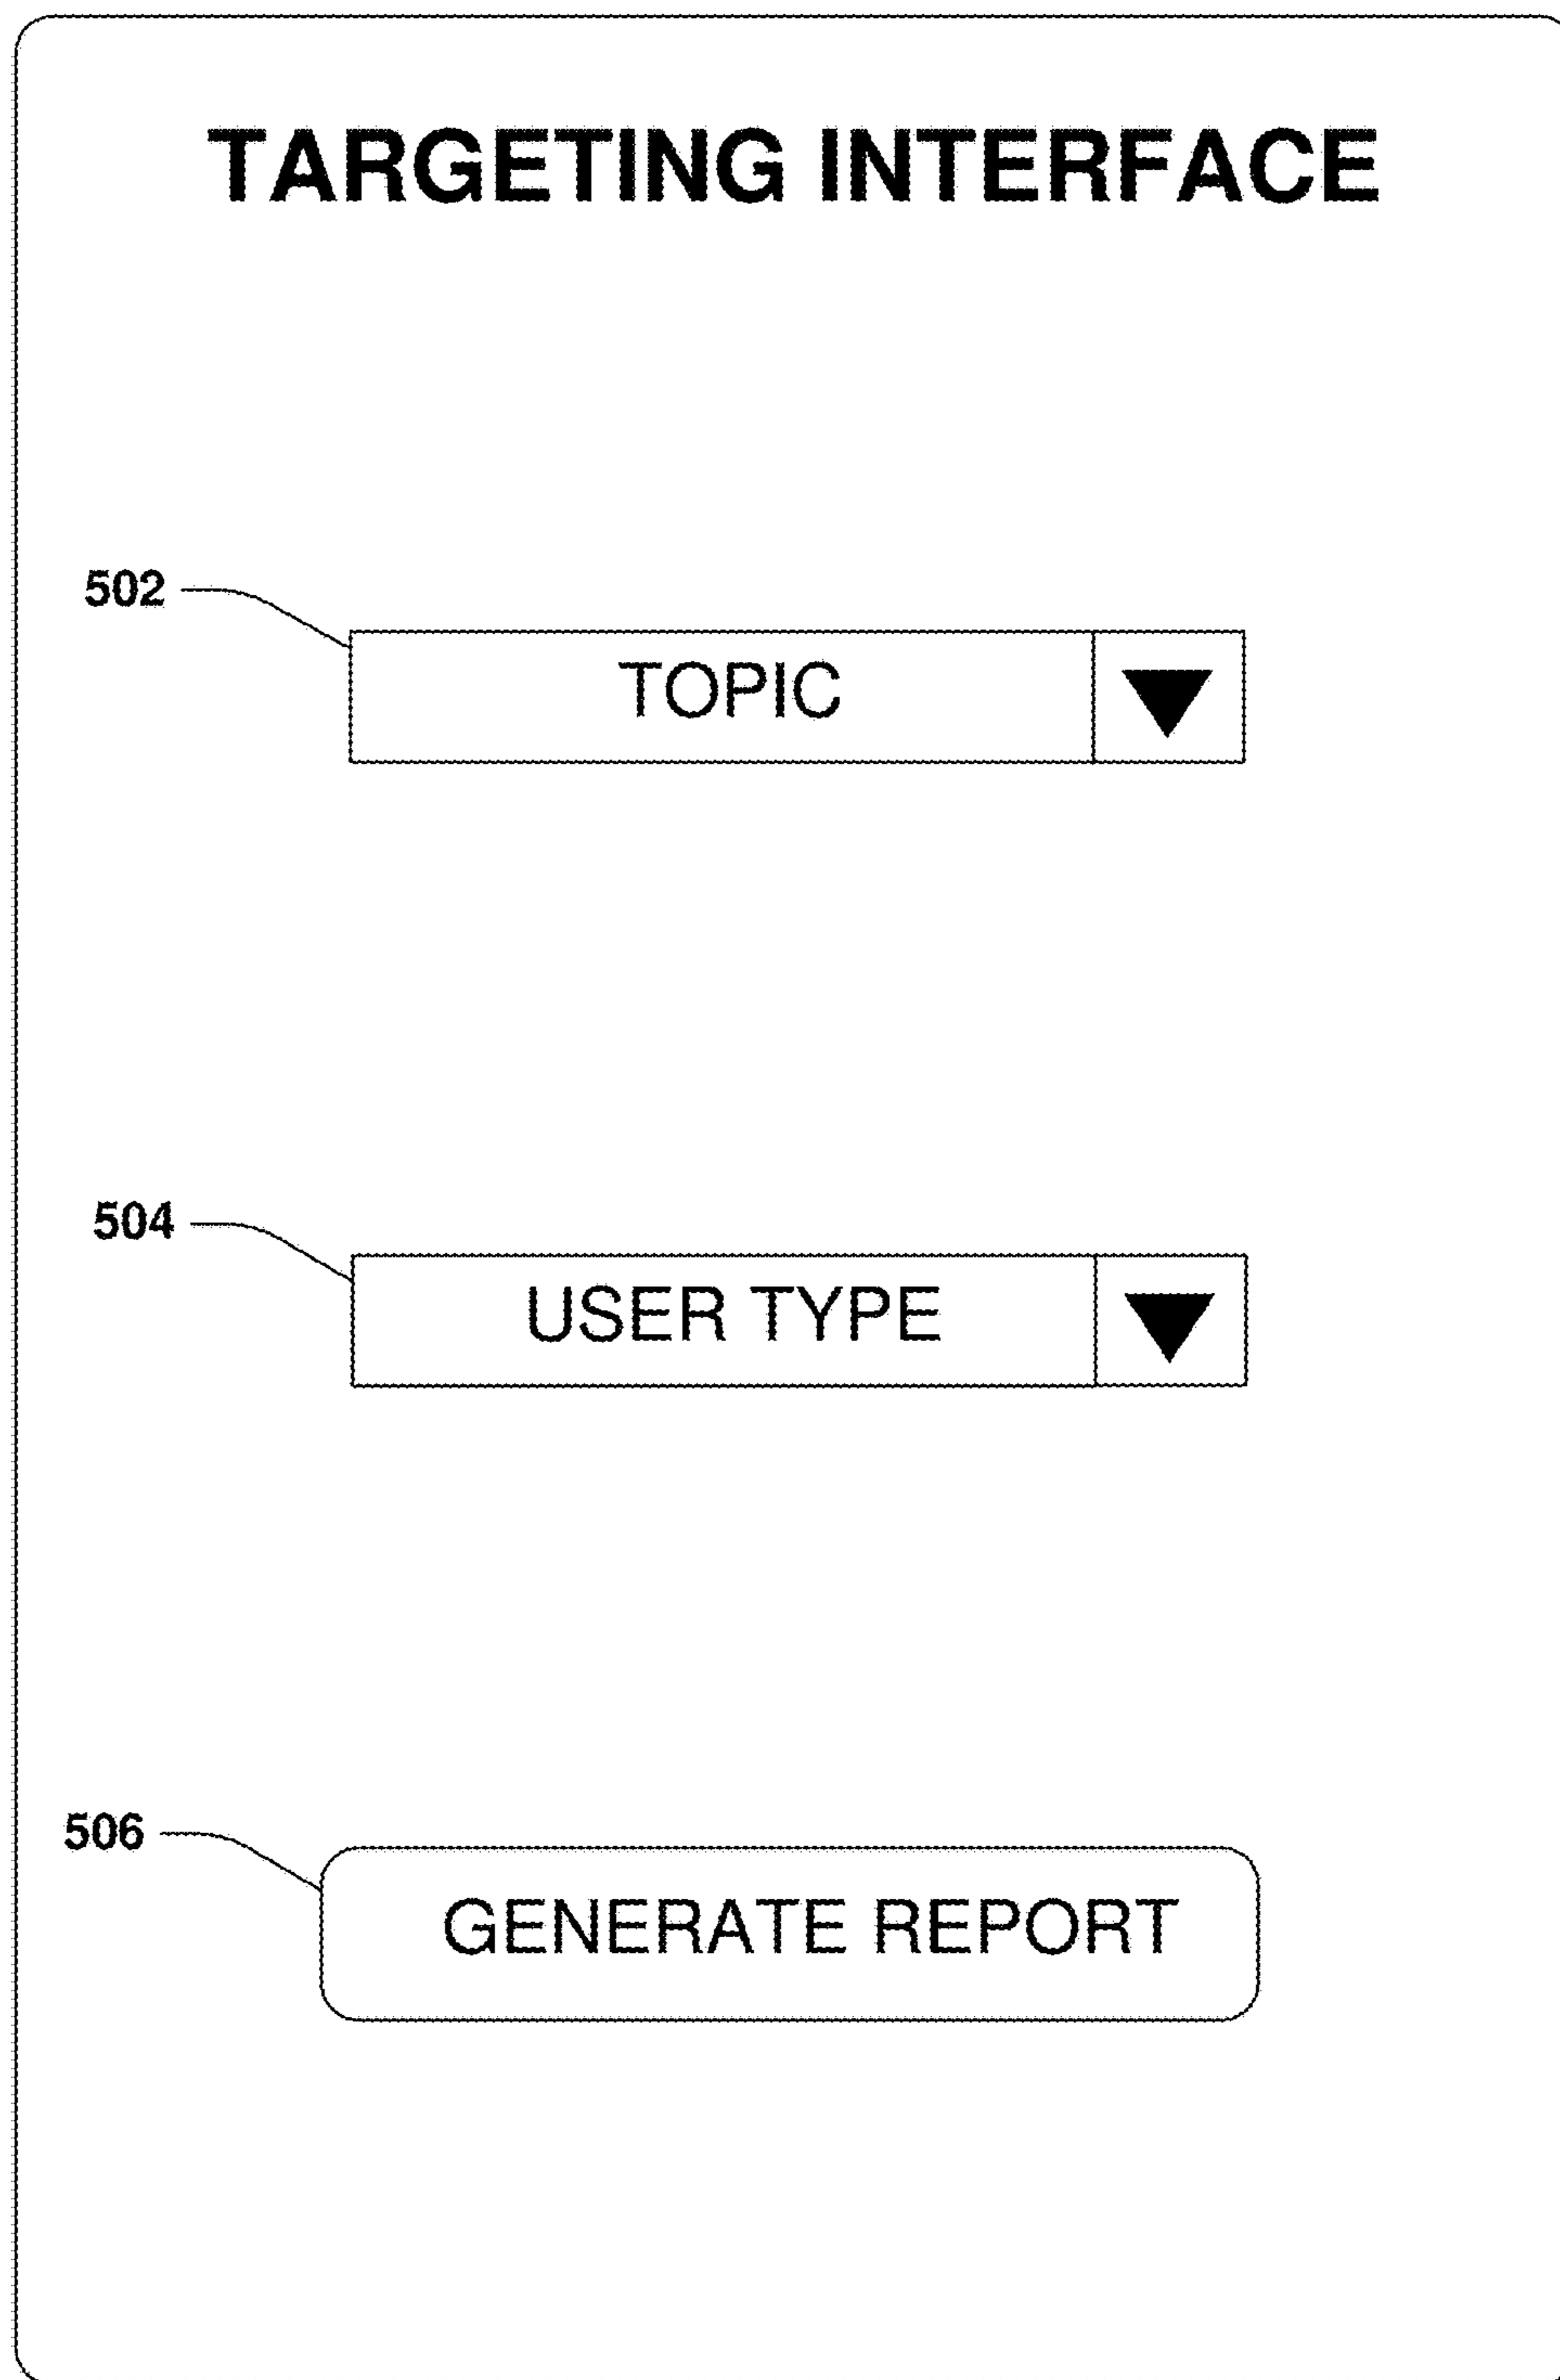 TARGETING INTERFACE
502
TOPIC
504
USER TYPE
506
GENERATE REPORT